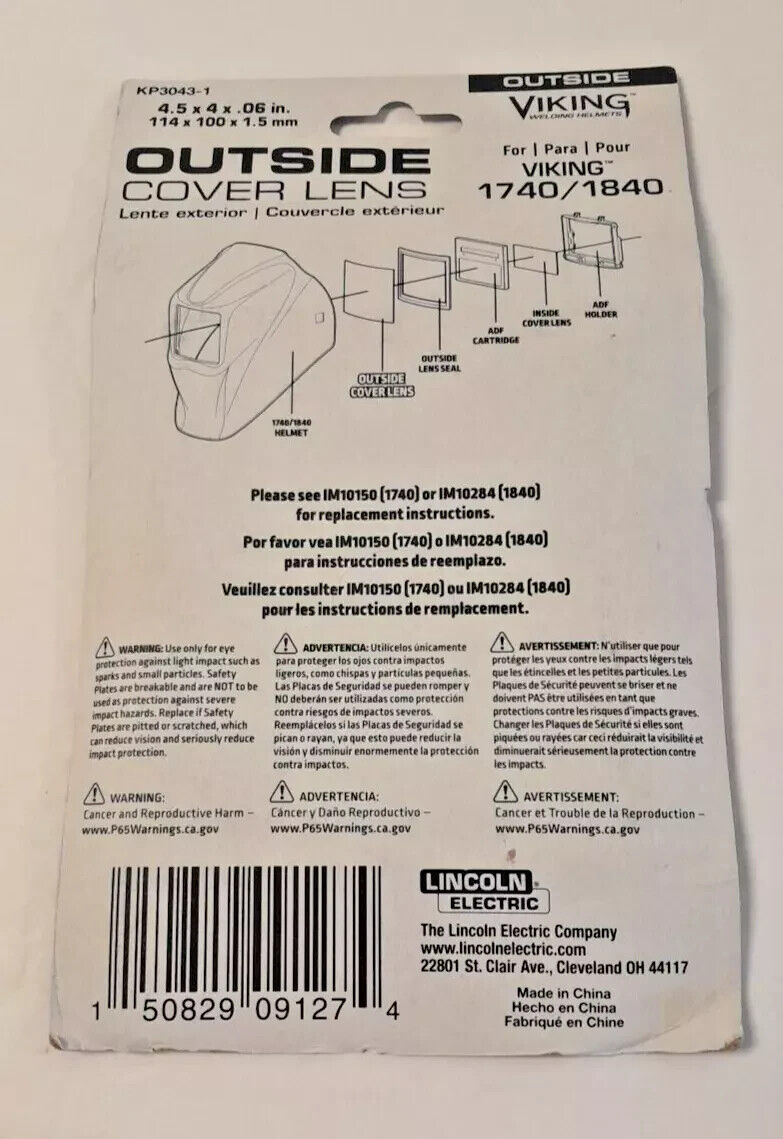 KP3043-1
4.5 x 4 x .06 in.
114 x 100 x 1.5 mm
OUTSIDE
VIKING™
WELDING HELMETS
OUTSIDE
COVER LENS
Lente exterior | Couvercle extérieur
For | Para | Pour
VIKING™
1740/1840
ADF
HOLDER
INSIDE
COVER LENS
ADF
CARTRIDGE
OUTSIDE
LENS SEAL
OUTSIDE
COVER LENS
1740/1840
HELMET
Please see IM10150 (1740) or IM10284 (1840)
for replacement instructions.
Por favor vea IM10150 (1740) o IM10284 (1840)
para instrucciones de reemplazo.
Veuillez consulter IM10150 (1740) ou IM10284 (1840)
pour les instructions de remplacement.
WARNING: Use only for eye
protection against light impact such as
sparks and small particles. Safety
Plates are breakable and are NOT to be
used as protection against severe
impact hazards. Replace if Safety
Plates are pitted or scratched, which
can reduce vision and seriously reduce
impact protection.
ADVERTENCIA: Utilícelos únicamente
para proteger los ojos contra impactos
ligeros, como chispas y partículas pequeñas.
Las Placas de Seguridad se pueden romper y
NO deberán ser utilizadas como protección
contra riesgos de impactos severos.
Reemplácelos si las Placas de Seguridad se
pican o rayan, ya que esto puede reducir la
visión y disminuir enormemente la protección
contra impactos.
AVERTISSEMENT: N'utiliser que pour
protéger les yeux contre les impacts légers tels
que les étincelles et les petites particules. Les
Plaques de Sécurité peuvent se briser et ne
doivent PAS être utilizées en tant que
protections contre les risques d'impacts graves.
Changer les Plaques de Sécurité si elles sont
piquées ou rayées car ceci réduirait la visibilité et
diminuerait sérieusement la protection contre
les impacts.
WARNING:
Cancer and Reproductive Harm –
www.P65Warnings.ca.gov
ADVERTENCIA:
Cáncer y Daño Reproductivo –
www.P65Warnings.ca.gov
AVERTISSEMENT:
Cancer et Trouble de la Reproduction –
www.P65Warnings.ca.gov
1 50829 09127 4
LINCOLN®
ELECTRIC
The Lincoln Electric Company
www.lincolnelectric.com
22801 St. Clair Ave., Cleveland OH 44117
Made in China
Hecho en China
Fabriqué en Chine